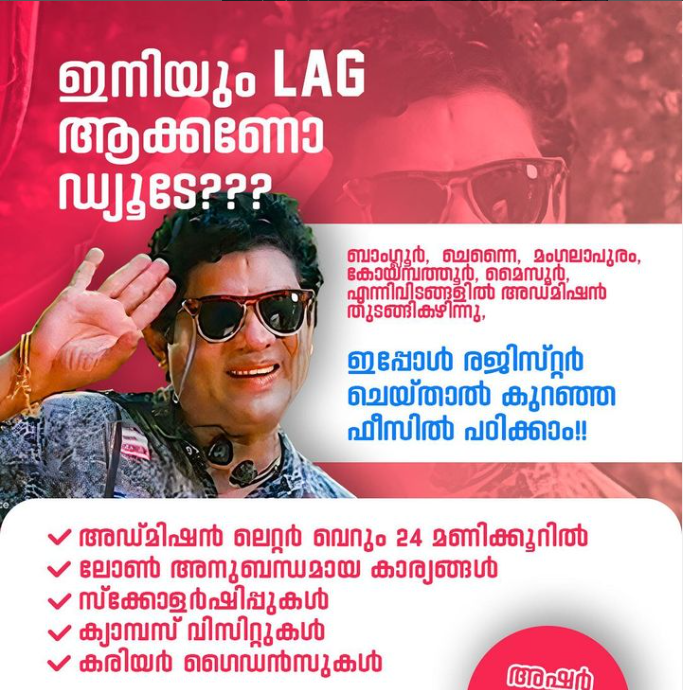 ഇനിയും LAG
ആക്കണോ
ഡ്യൂടേ???
ബാംഗ്ലൂർ, ചെന്നൈ, മംഗലാപുരം,
കോയമ്പത്തൂർ, മൈസൂർ,
എന്നിവിടങ്ങളിൽ അഡ്മിഷൻ
തുടങ്ങികഴിന്നു,
ഇപ്പോൾ രജിസ്റ്റർ
ചെയ്താൽ കുറഞ്ഞ
ഫീസിൽ പഠിക്കാം!!
അഡ്മിഷൻ ലെറ്റർ വെറും 24 മണിക്കൂറിൽ
ലോൺ അനുബന്ധമായ കാര്യങ്ങൾ
സ്ക്കോളർഷിപ്പുകൾ
ക്യാമ്പസ് വിസിറ്റുകൾ
കരിയർ ഗൈഡൻസുകൾ
അഷർ